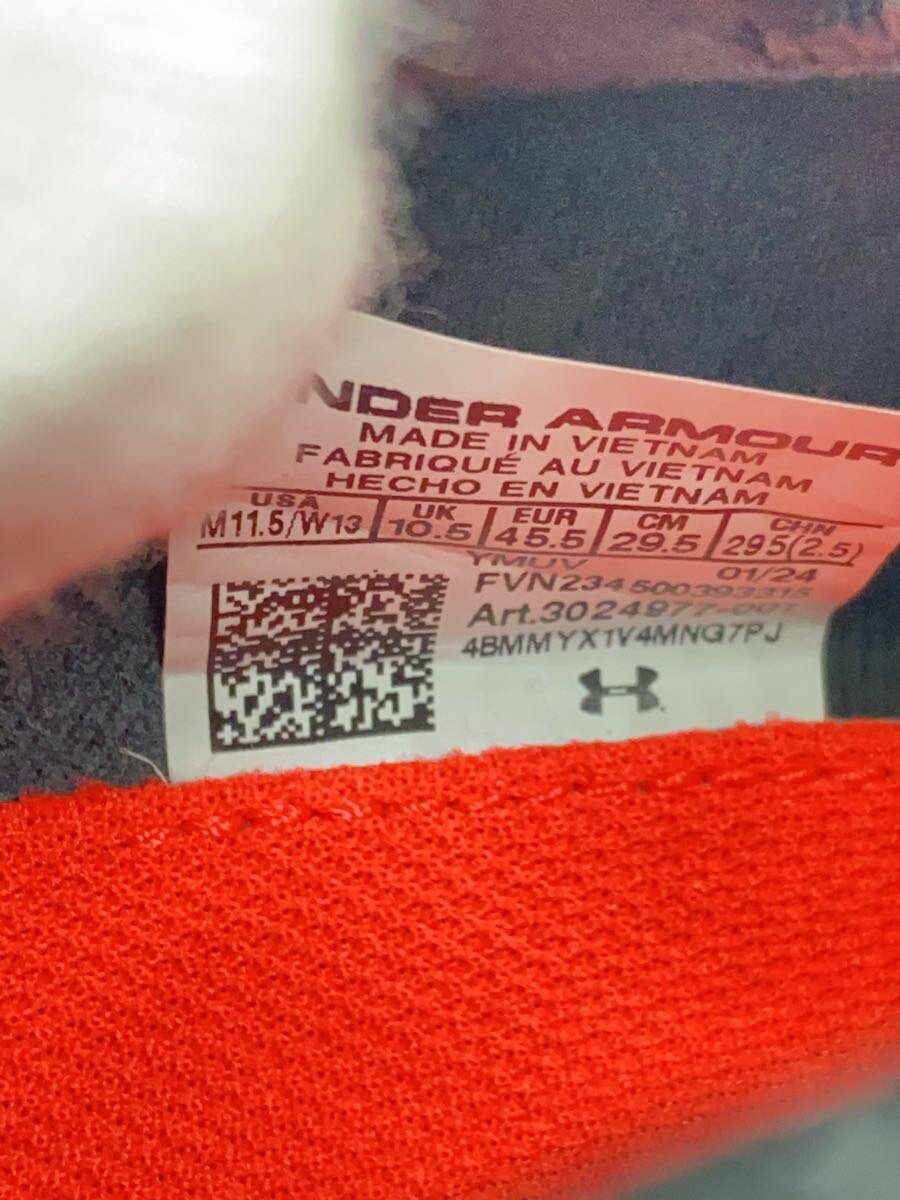 NDER ARMOUR
MADE IN VIETNAM
FABRIQUÉ AU VIETNAM
HECHO EN VIETNAM
USA UK EUR CM CHN
M11.5/W13 10.5 45.5 29.5 295(2.5)
YMUV 01/24
FVN234500393315
Art.3024977-001
4BMMYX1V4MNG7PJ